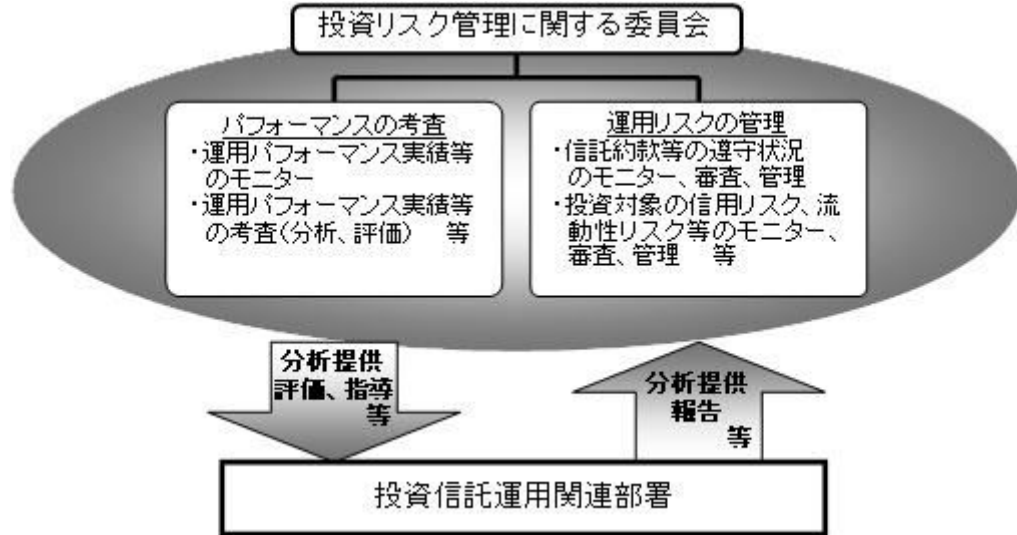 投資リスク管理に関する委員会
パフォーマンスの考査
・運用パフォーマンス実績等
のモニター
・運用パフォーマンス実績等
の考査(分析、評価) 等
運用リスクの管理
・信託約款等の遵守状況
のモニター、審査、管理
・投資対象の信用リスク、流
動性リスク等のモニター、
審査、管理 等
分析提供
評価、指導
等
分析提供
報告
等
投資信託運用関連部署